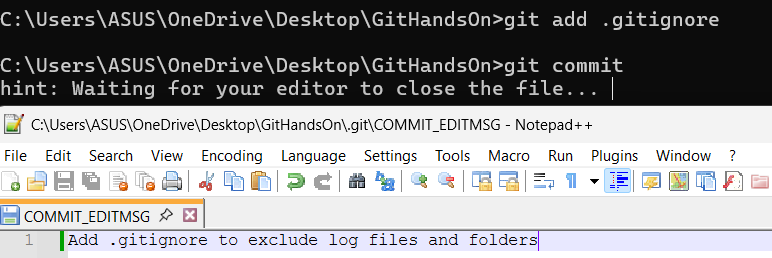 C:\Users\ASUS\OneDrive\Desktop\GitHandsOn>git add .gitignore
C:\Users\ASUS\OneDrive\Desktop\GitHandsOn>git commit
hint: Waiting for your editor to close the file...
C:\Users\ASUS\OneDrive\Desktop\GitHandsOn\.git\COMMIT_EDITMSG - Notepad++
File Edit Search View Encoding Language Settings Tools Macro Run Plugins Window ?
COMMIT_EDITMSG
1 Add .gitignore to exclude log files and folders